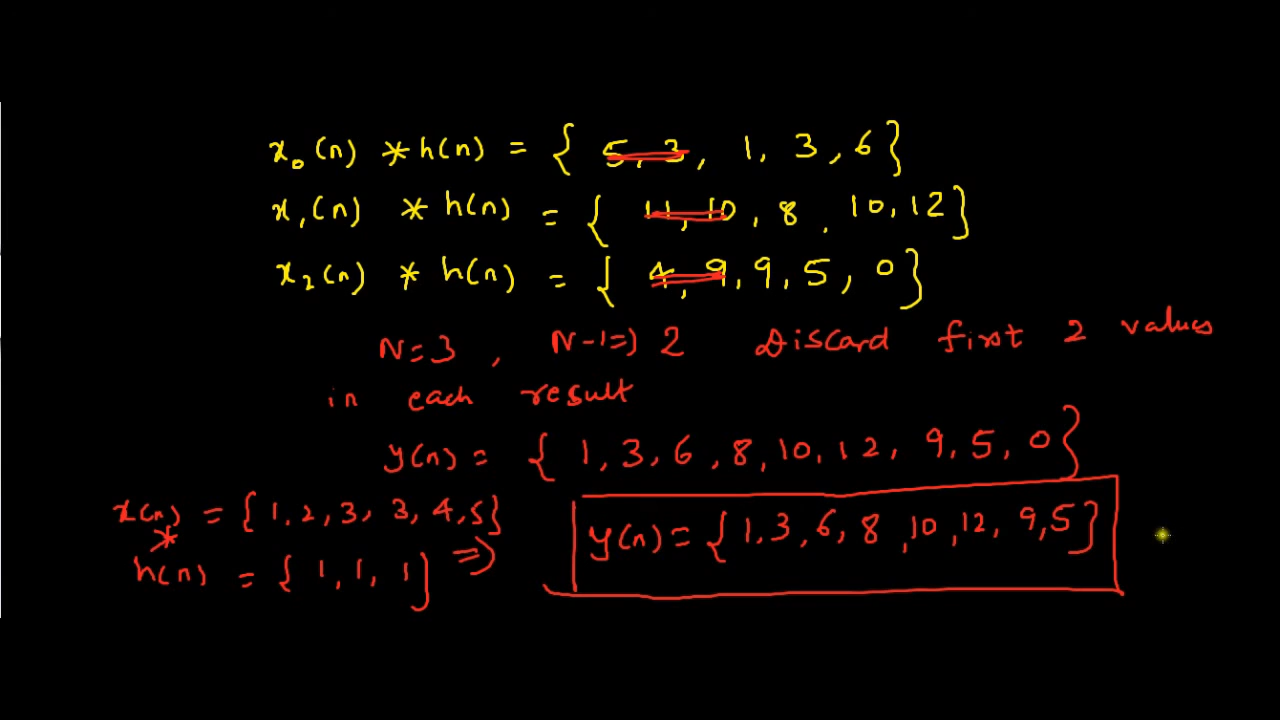 x₀(n) * h(n) = { 5, 3, 1, 3, 6}
x₁(n) * h(n) = { 11, 10, 8, 10, 12}
x₂(n) * h(n) = { 4, 9, 9, 5, 0}
N=3, N-1=) 2 Discard first 2 values
in each result
y(n) = { 1, 3, 6, 8, 10, 12, 9, 5, 0}
x(n) = { 1, 2, 3, 3, 4, 5}
*
h(n) = { 1, 1, 1} =>
y(n) = { 1, 3, 6, 8, 10, 12, 9, 5}